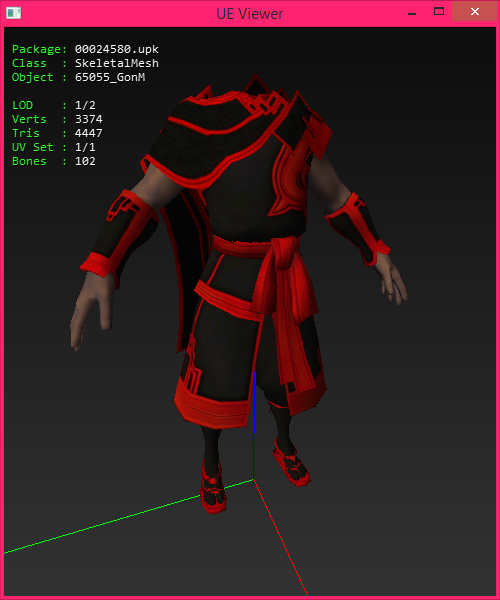 UE Viewer
Package: 00024580.upk
Class : SkeletalMesh
Object : 65055_GonM
LOD : 1/2
Verts : 3374
Tris : 4447
UV Set : 1/1
Bones : 102